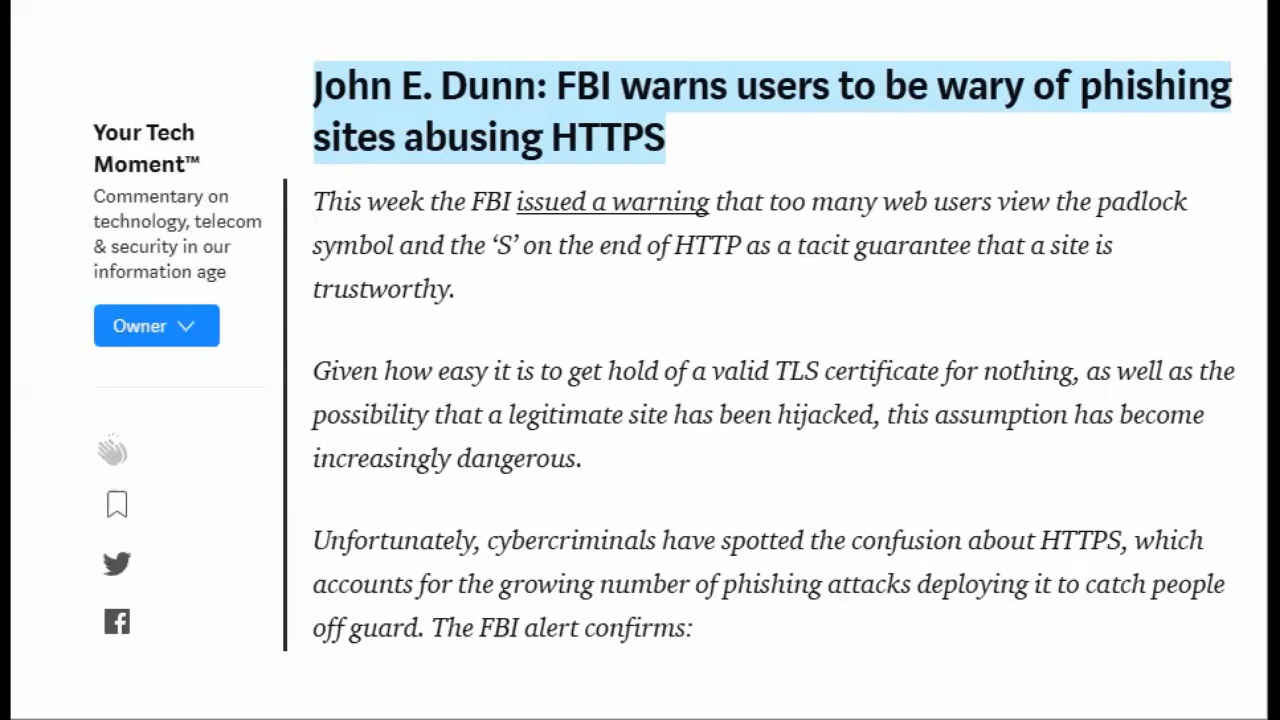 John E. Dunn: FBI warns users to be wary of phishing
sites abusing HTTPS
Your Tech
Moment™
Commentary on
technology, telecom
& security in our
information age
Owner
This week the FBI issued a warning that too many web users view the padlock
symbol and the ‘S’ on the end of HTTP as a tacit guarantee that a site is
trustworthy.
Given how easy it is to get hold of a valid TLS certificate for nothing, as well as the
possibility that a legitimate site has been hijacked, this assumption has become
increasingly dangerous.
Unfortunately, cybercriminals have spotted the confusion about HTTPS, which
accounts for the growing number of phishing attacks deploying it to catch people
off guard. The FBI alert confirms: